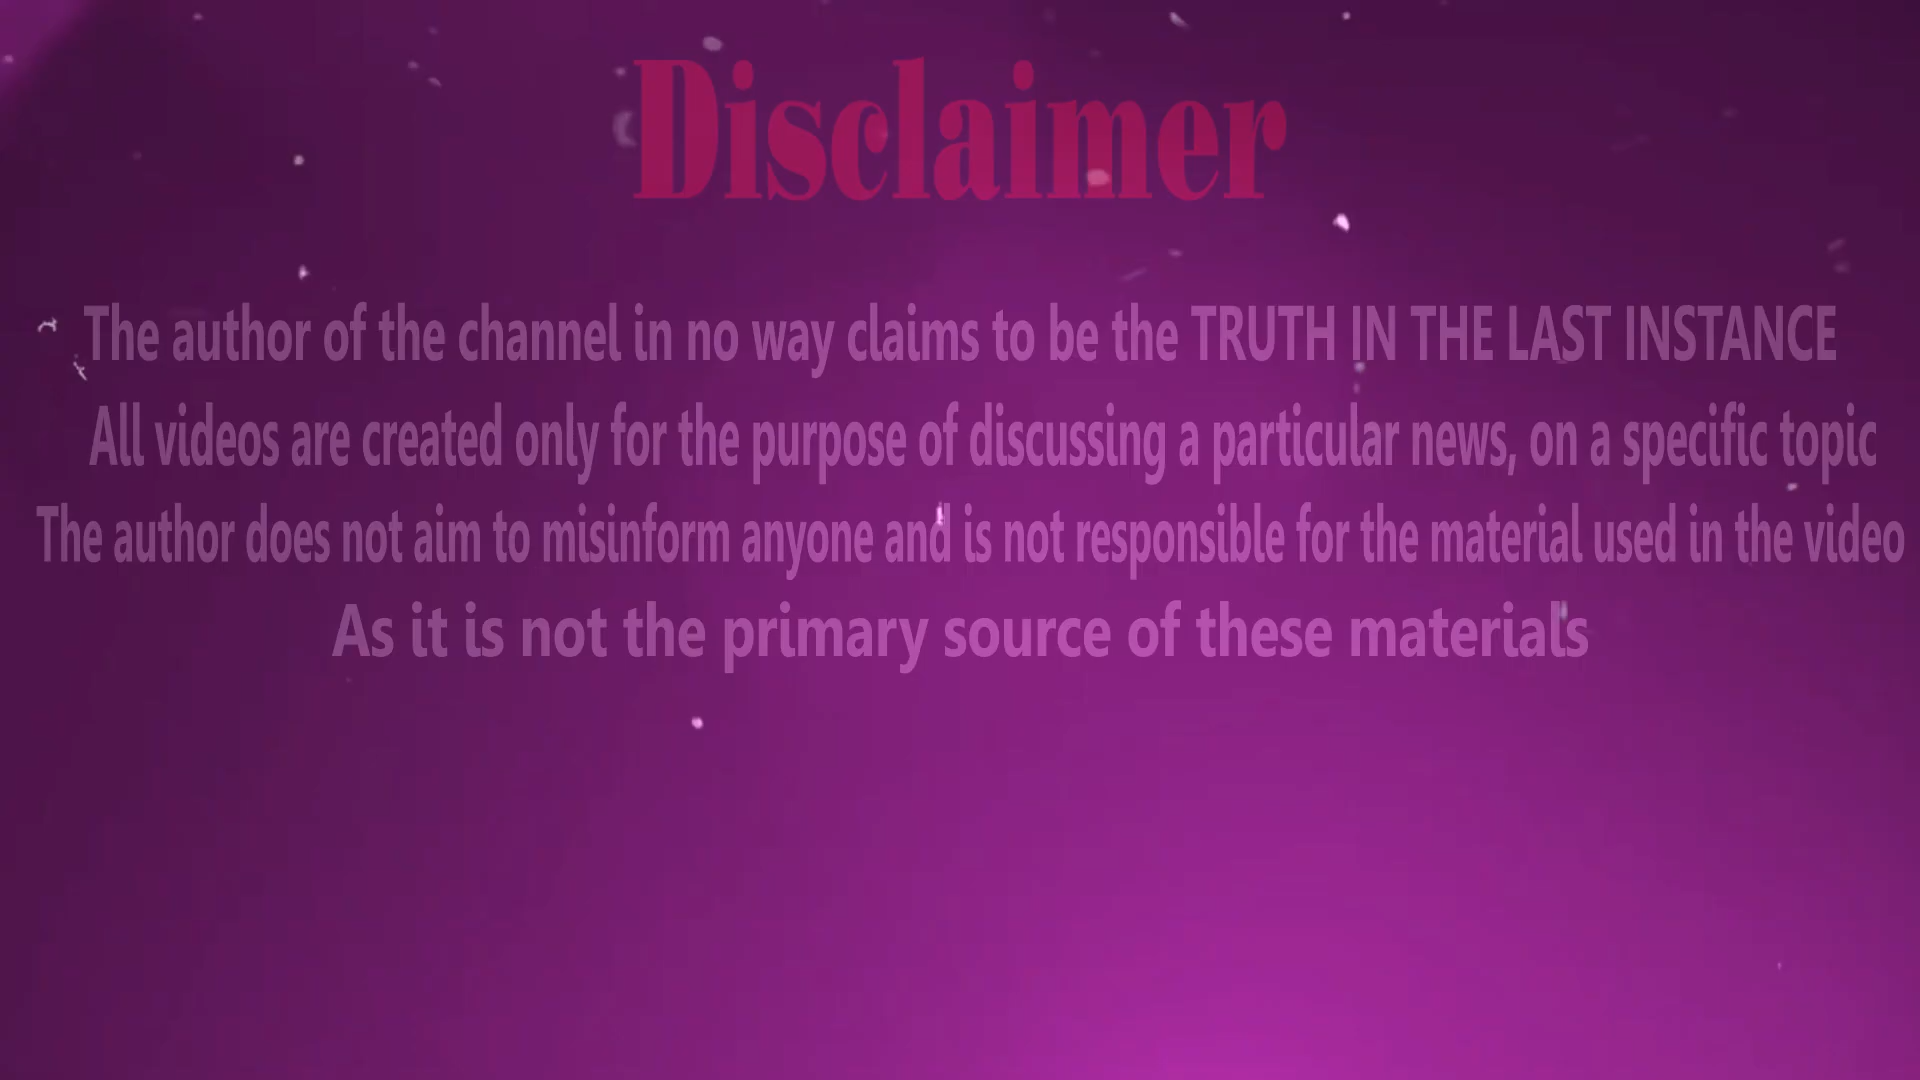 Disclaimer
The author of the channel in no way claims to be the TRUTH IN THE LAST INSTANCE
All videos are created only for the purpose of discussing a particular news, on a specific topic
The author does not aim to misinform anyone and is not responsible for the material used in the video
As it is not the primary source of these materials